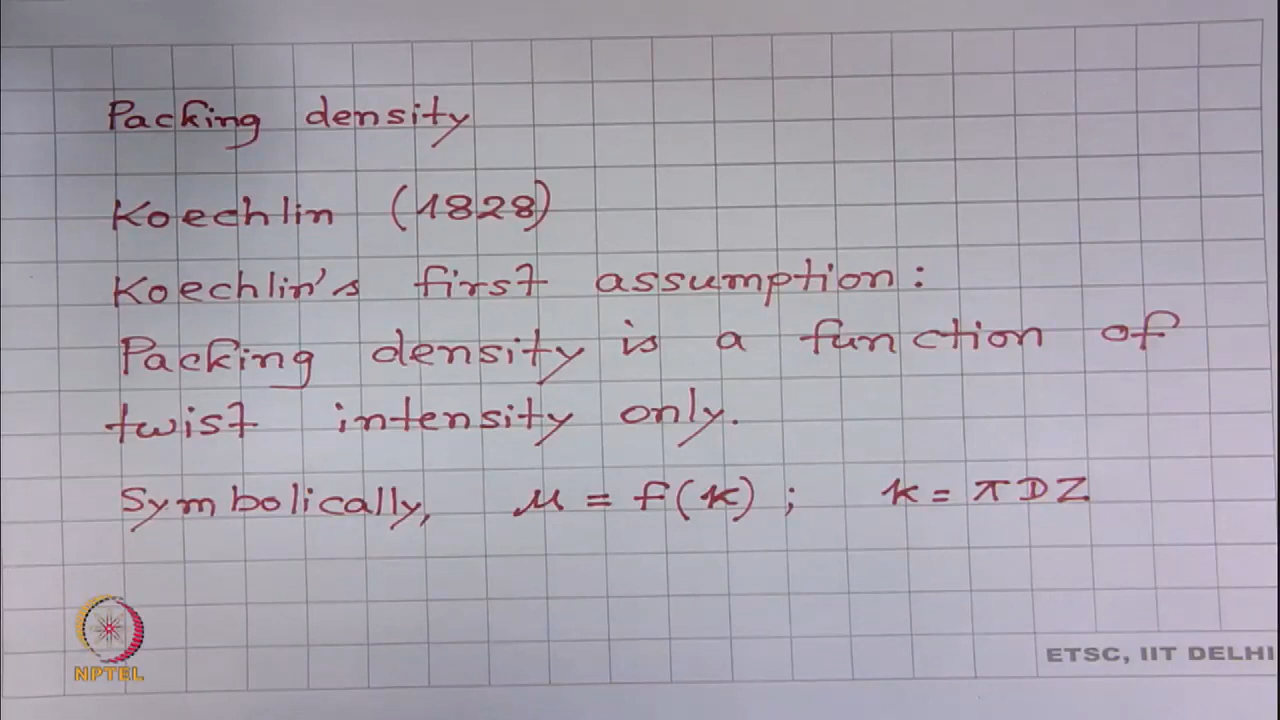 Packing density
Koechlin (1828)
Koechlin's first assumption:
Packing density is a function of
twist intensity only.
Symbolically, μ = f(κ) ; κ = πDZ
NPTEL
ETSC, IIT DELHI